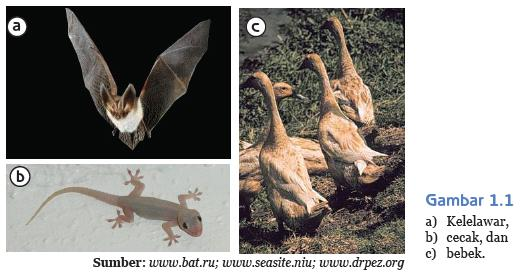 a
b
c
Gambar 1.1
a) Kelelawar,
b) cecak, dan
c) bebek.
Sumber: www.bat.ru; www.seasite.niu; www.drpez.org